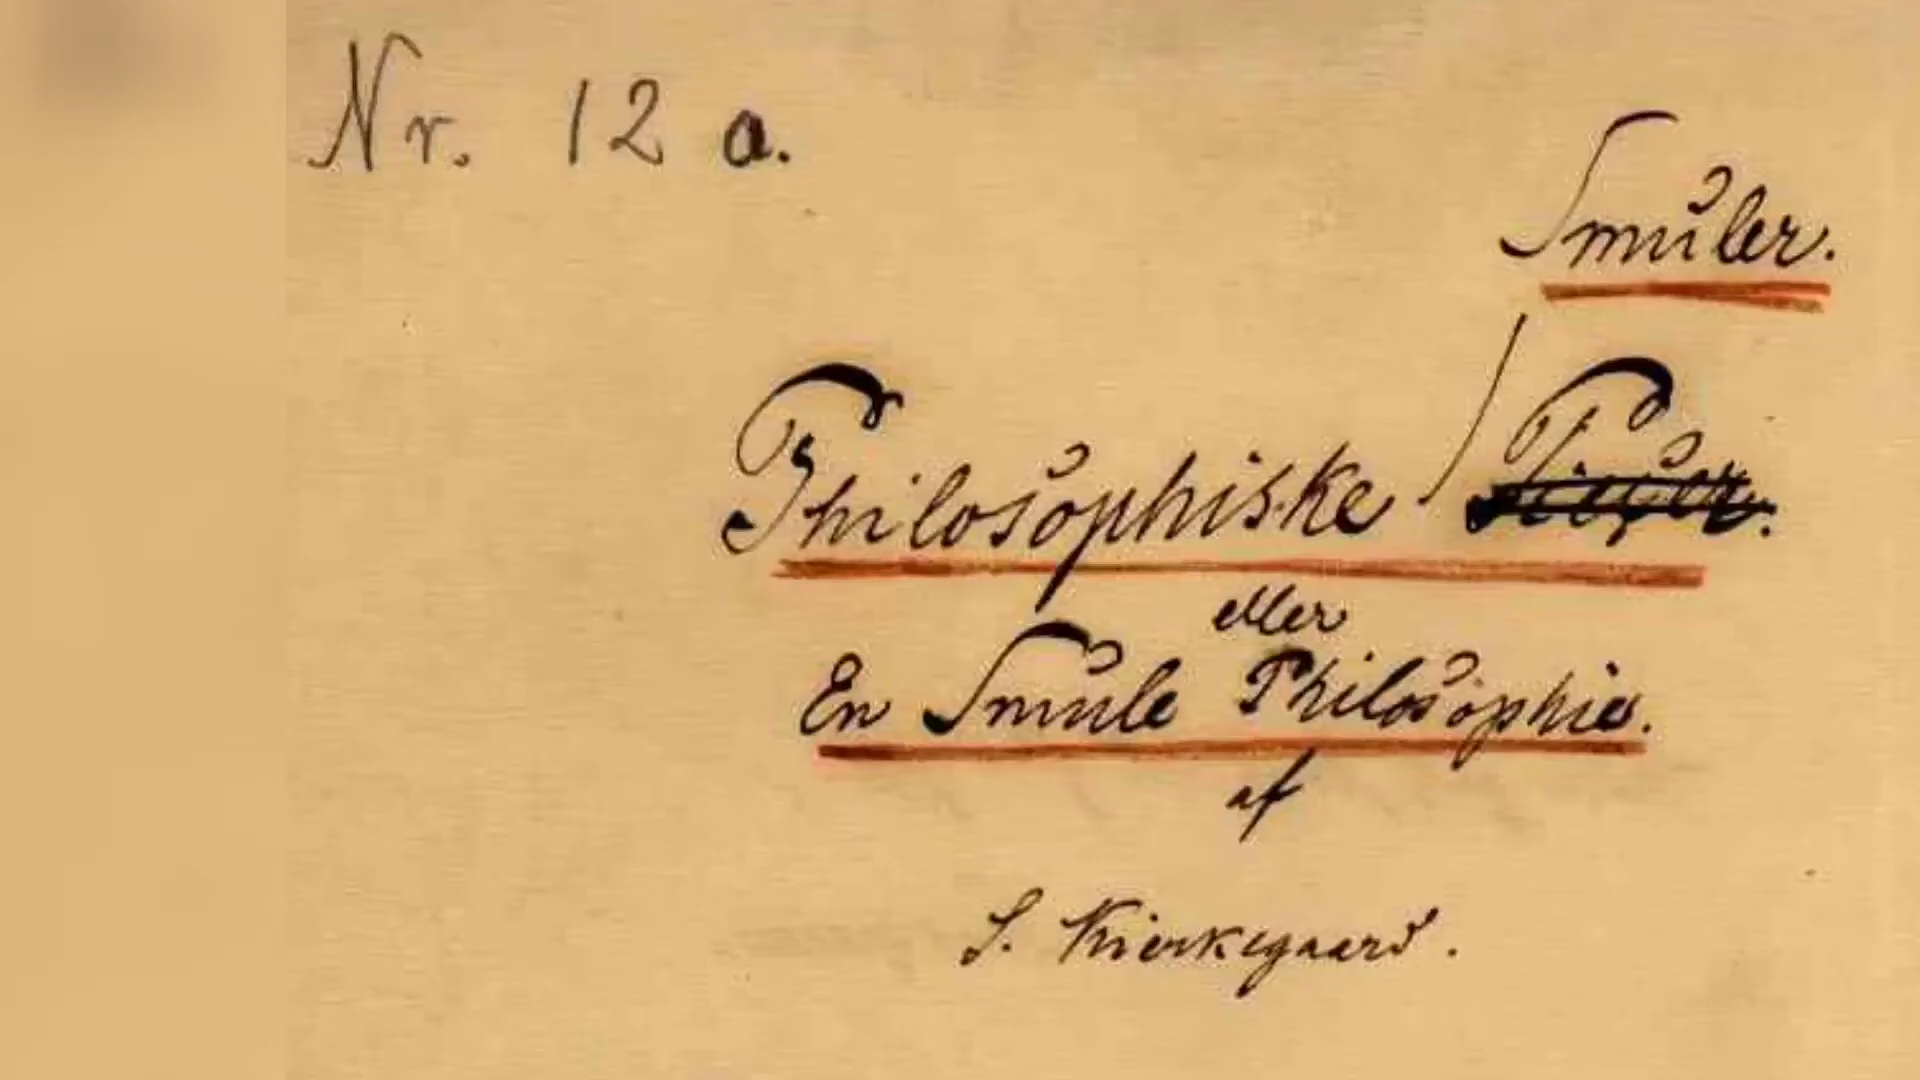 Nr. 12 a.
Smuler.
Philosophiske
eller
En Smule Philosophie.
af
S. Kierkegaard.